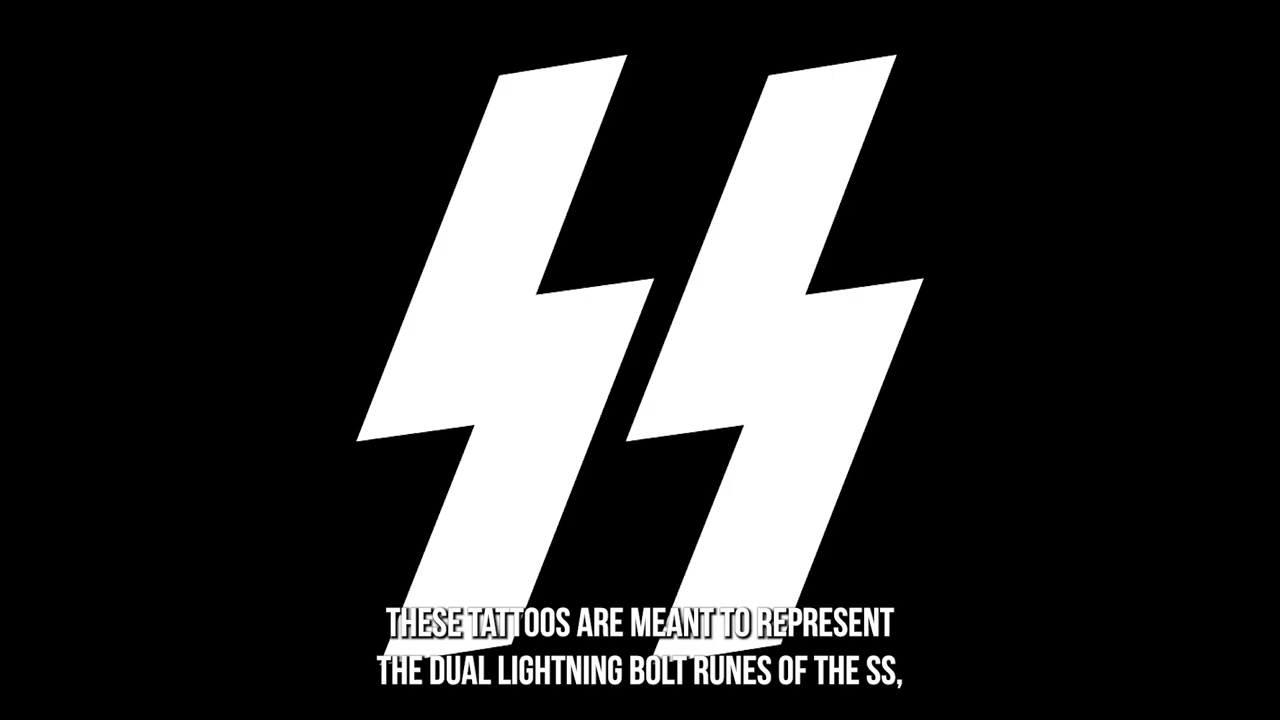 THESE TATTOOS ARE MEANT TO REPRESENT
THE DUAL LIGHTNING BOLT RUNES OF THE SS,